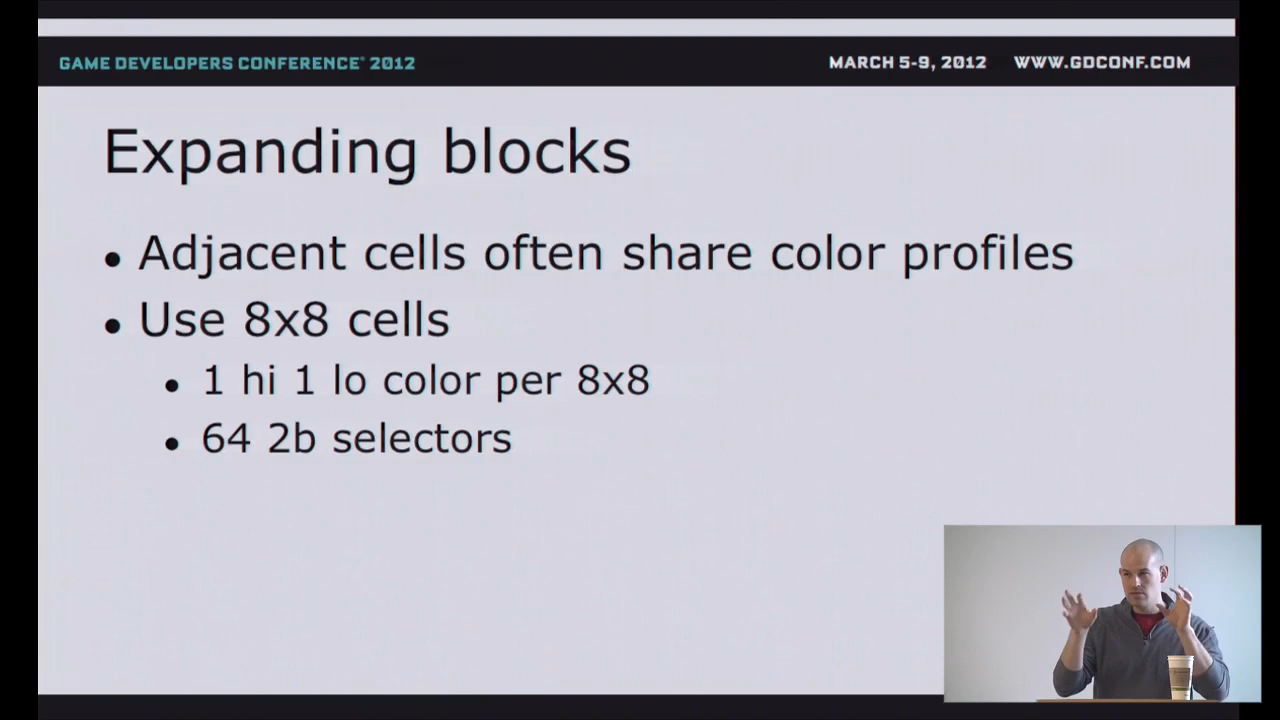 GAME DEVELOPERS CONFERENCE® 2012
MARCH 5-9, 2012 WWW.GDCONF.COM
Expanding blocks
• Adjacent cells often share color profiles
• Use 8x8 cells
• 1 hi 1 lo color per 8x8
• 64 2b selectors